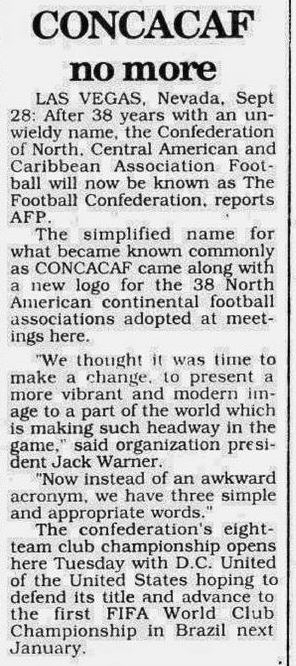 CONCACAF
no more
LAS VEGAS, Nevada, Sept
28: After 38 years with an un-
wieldy name, the Confederation
of North, Central American and
Caribbean Association Foot-
ball will now be known as The
Football Confederation, reports
AFP.
The simplified name for
what became known commonly
as CONCACAF came along with
a new logo for the 38 North
American continental football
associations adopted at meet-
ings here.
"We thought it was time to
make a change, to present a
more vibrant and modern im-
age to a part of the world which
is making such headway in the
game," said organization presi-
dent Jack Warner.
"Now instead of an awkward
acronym, we have three simple
and appropriate words."
The confederation's eight-
team club championship opens
here Tuesday with D.C. United
of the United States hoping to
defend its title and advance to
the first FIFA World Club
Championship in Brazil next
January.